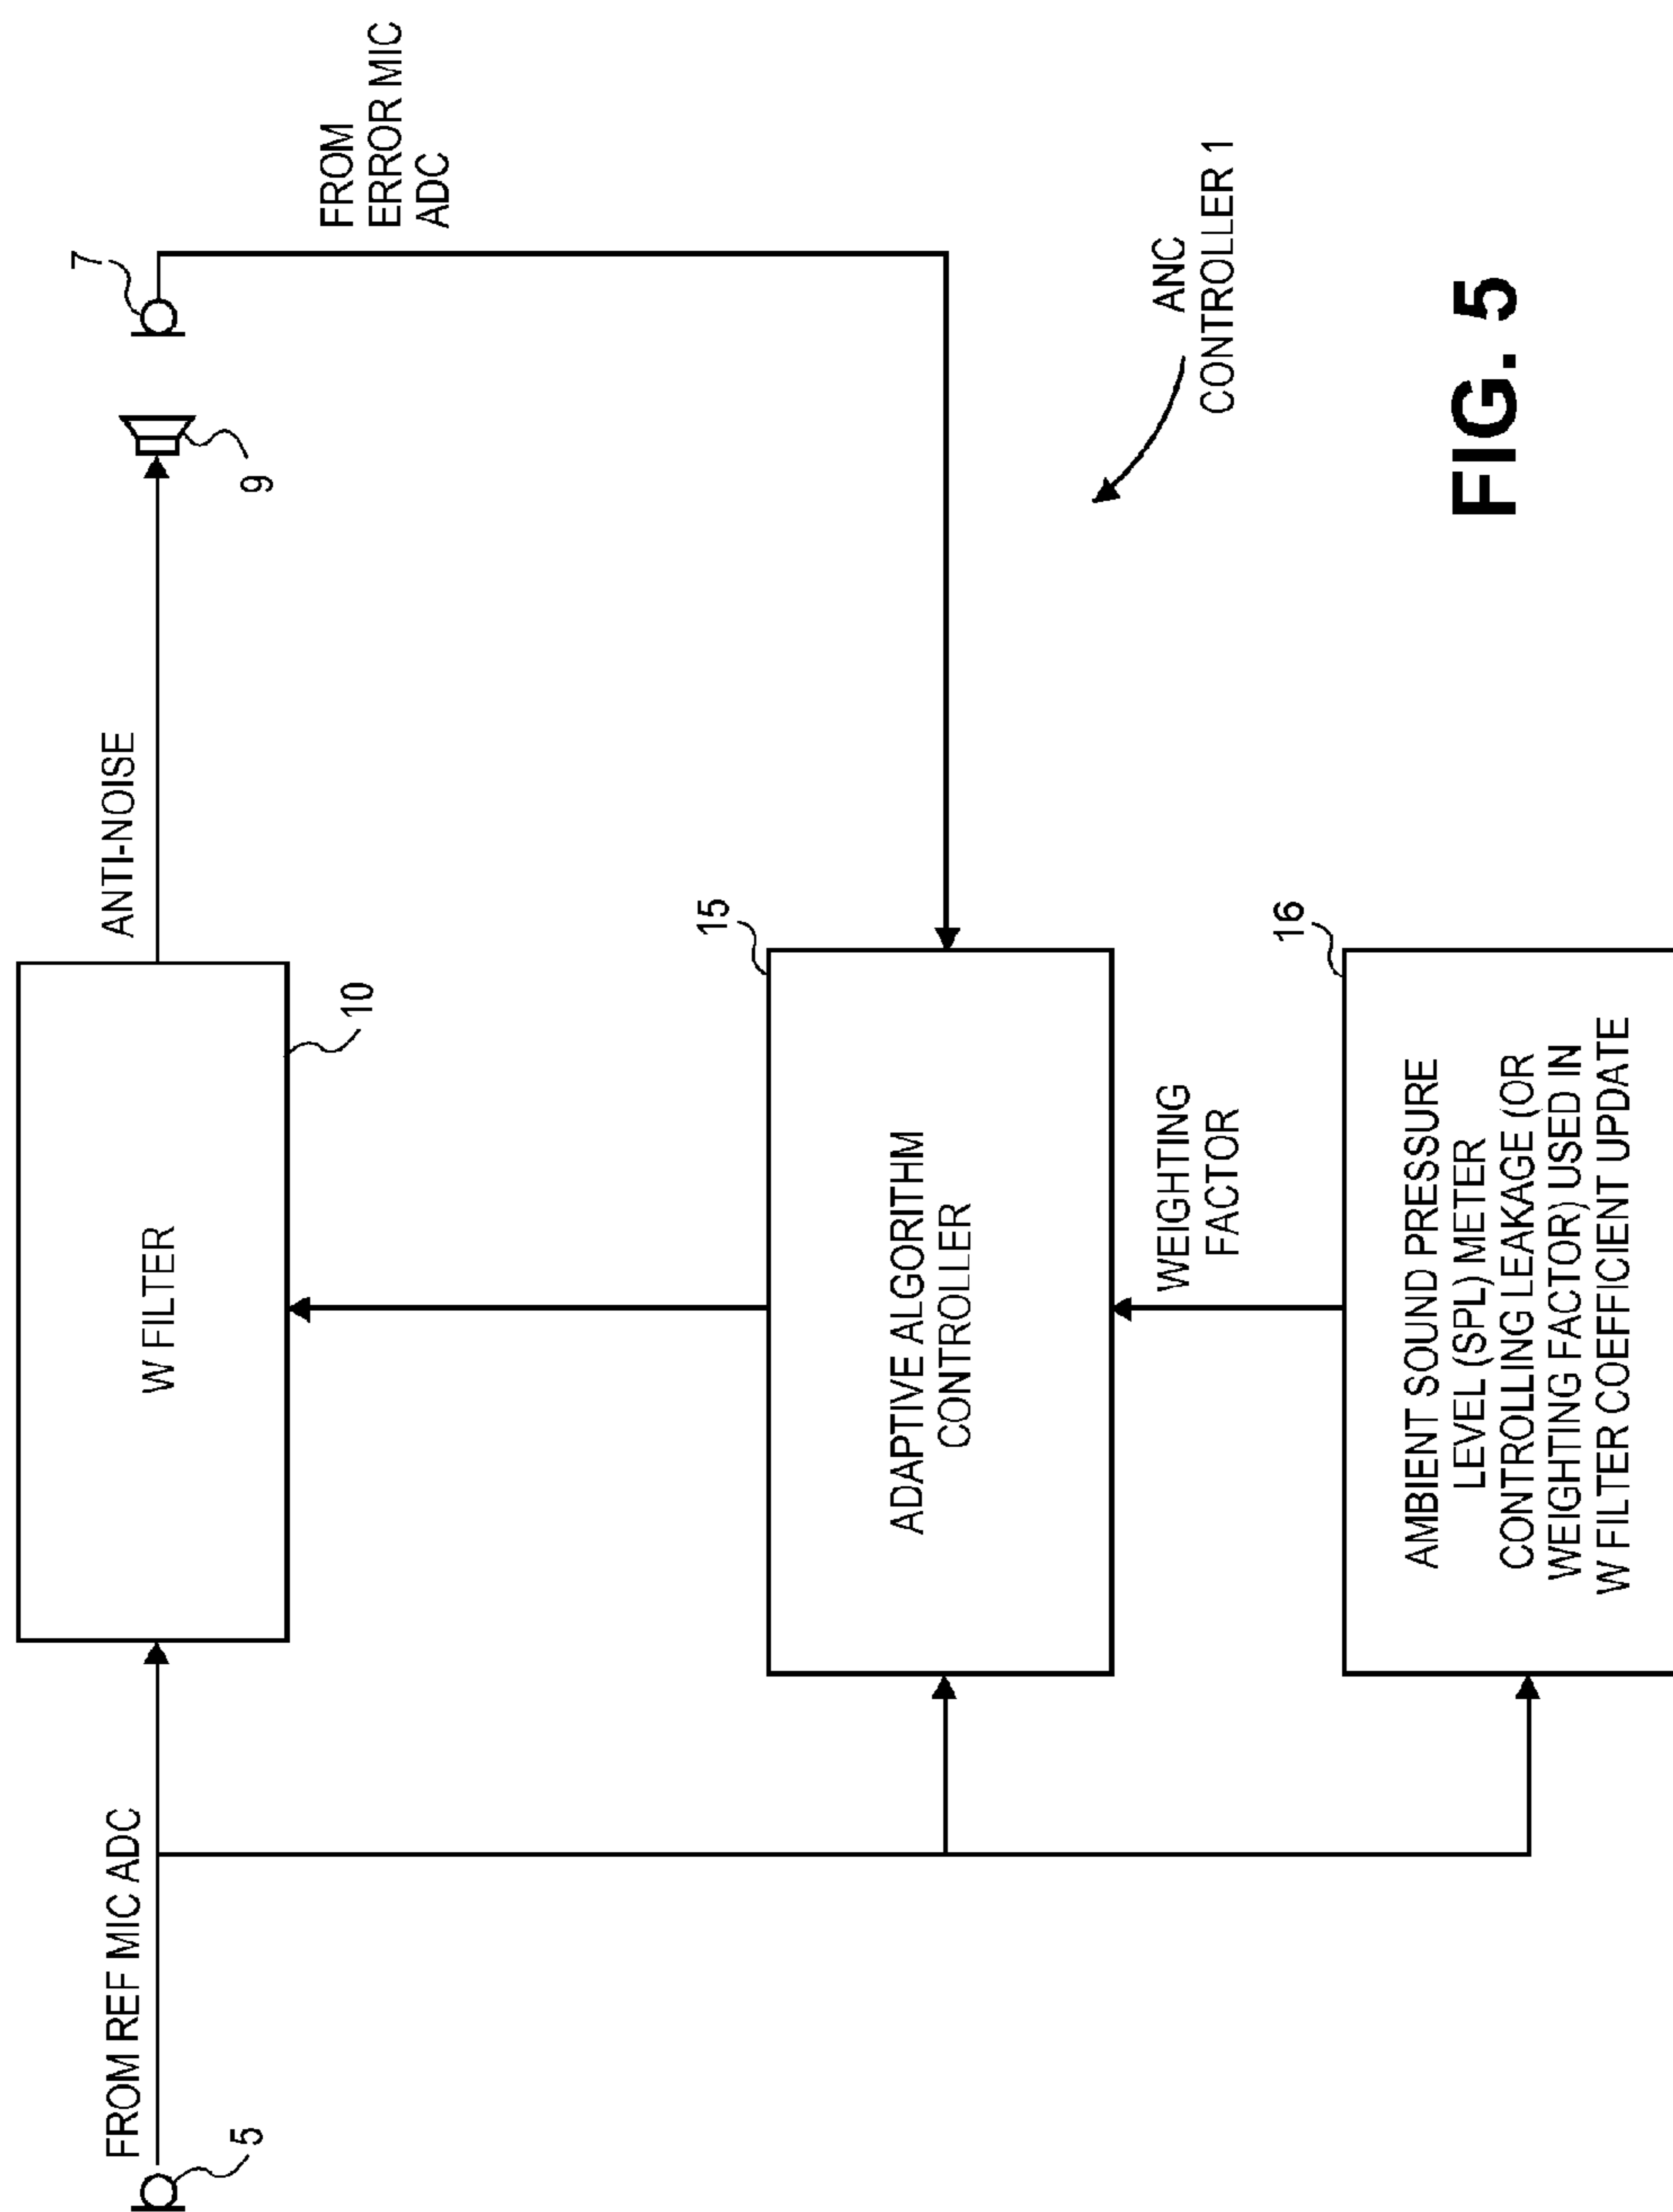 FROM REF MIC ADC
5
W FILTER
10
ANTI-NOISE
9
7
FROM
ERROR MIC
ADC
ADAPTIVE ALGORITHM
CONTROLLER
15
WEIGHTING
FACTOR
AMBIENT SOUND PRESSURE
LEVEL (SPL) METER
CONTROLLING LEAKAGE (OR
WEIGHTING FACTOR) USED IN
W FILTER COEFFICIENT UPDATE
16
ANC
CONTROLLER 1
FIG. 5